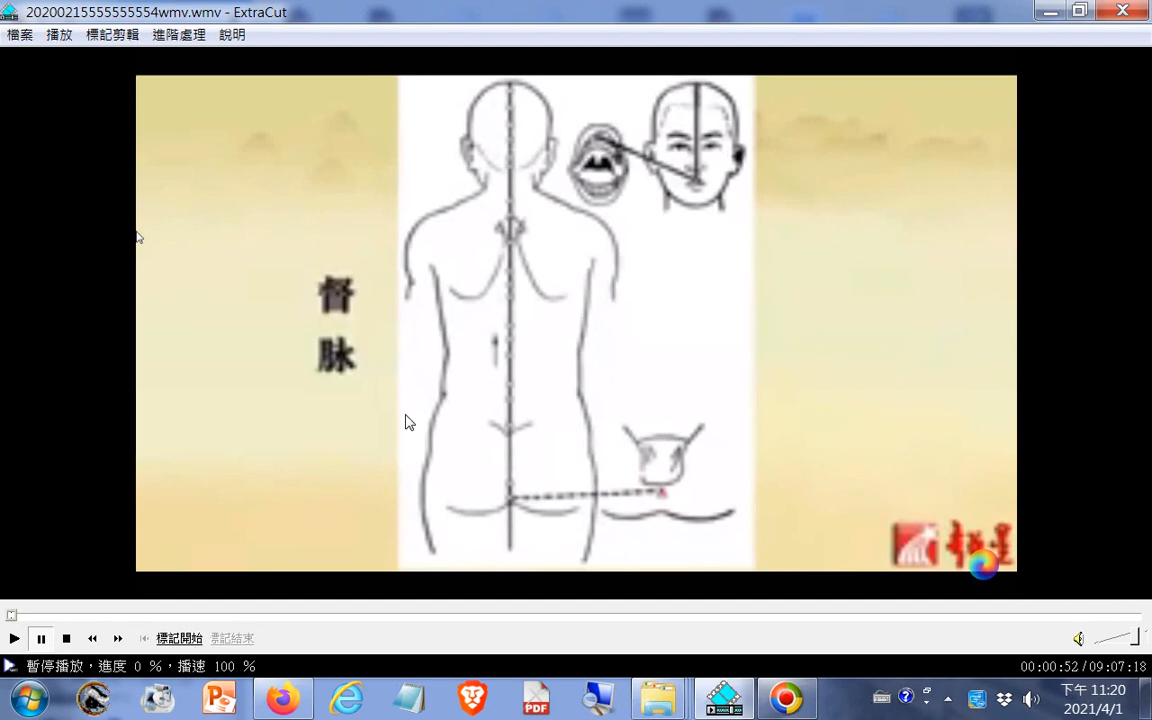 20200215555555554wmv.wmv - ExtraCut
檔案 播放 標記剪輯 進階處理 說明
督
脉
標記開始 標記結束
暫停播放，進度 0 %，播速 100 %
00:00:52 / 09:07:18
PDF
下午 11:20
2021/4/1